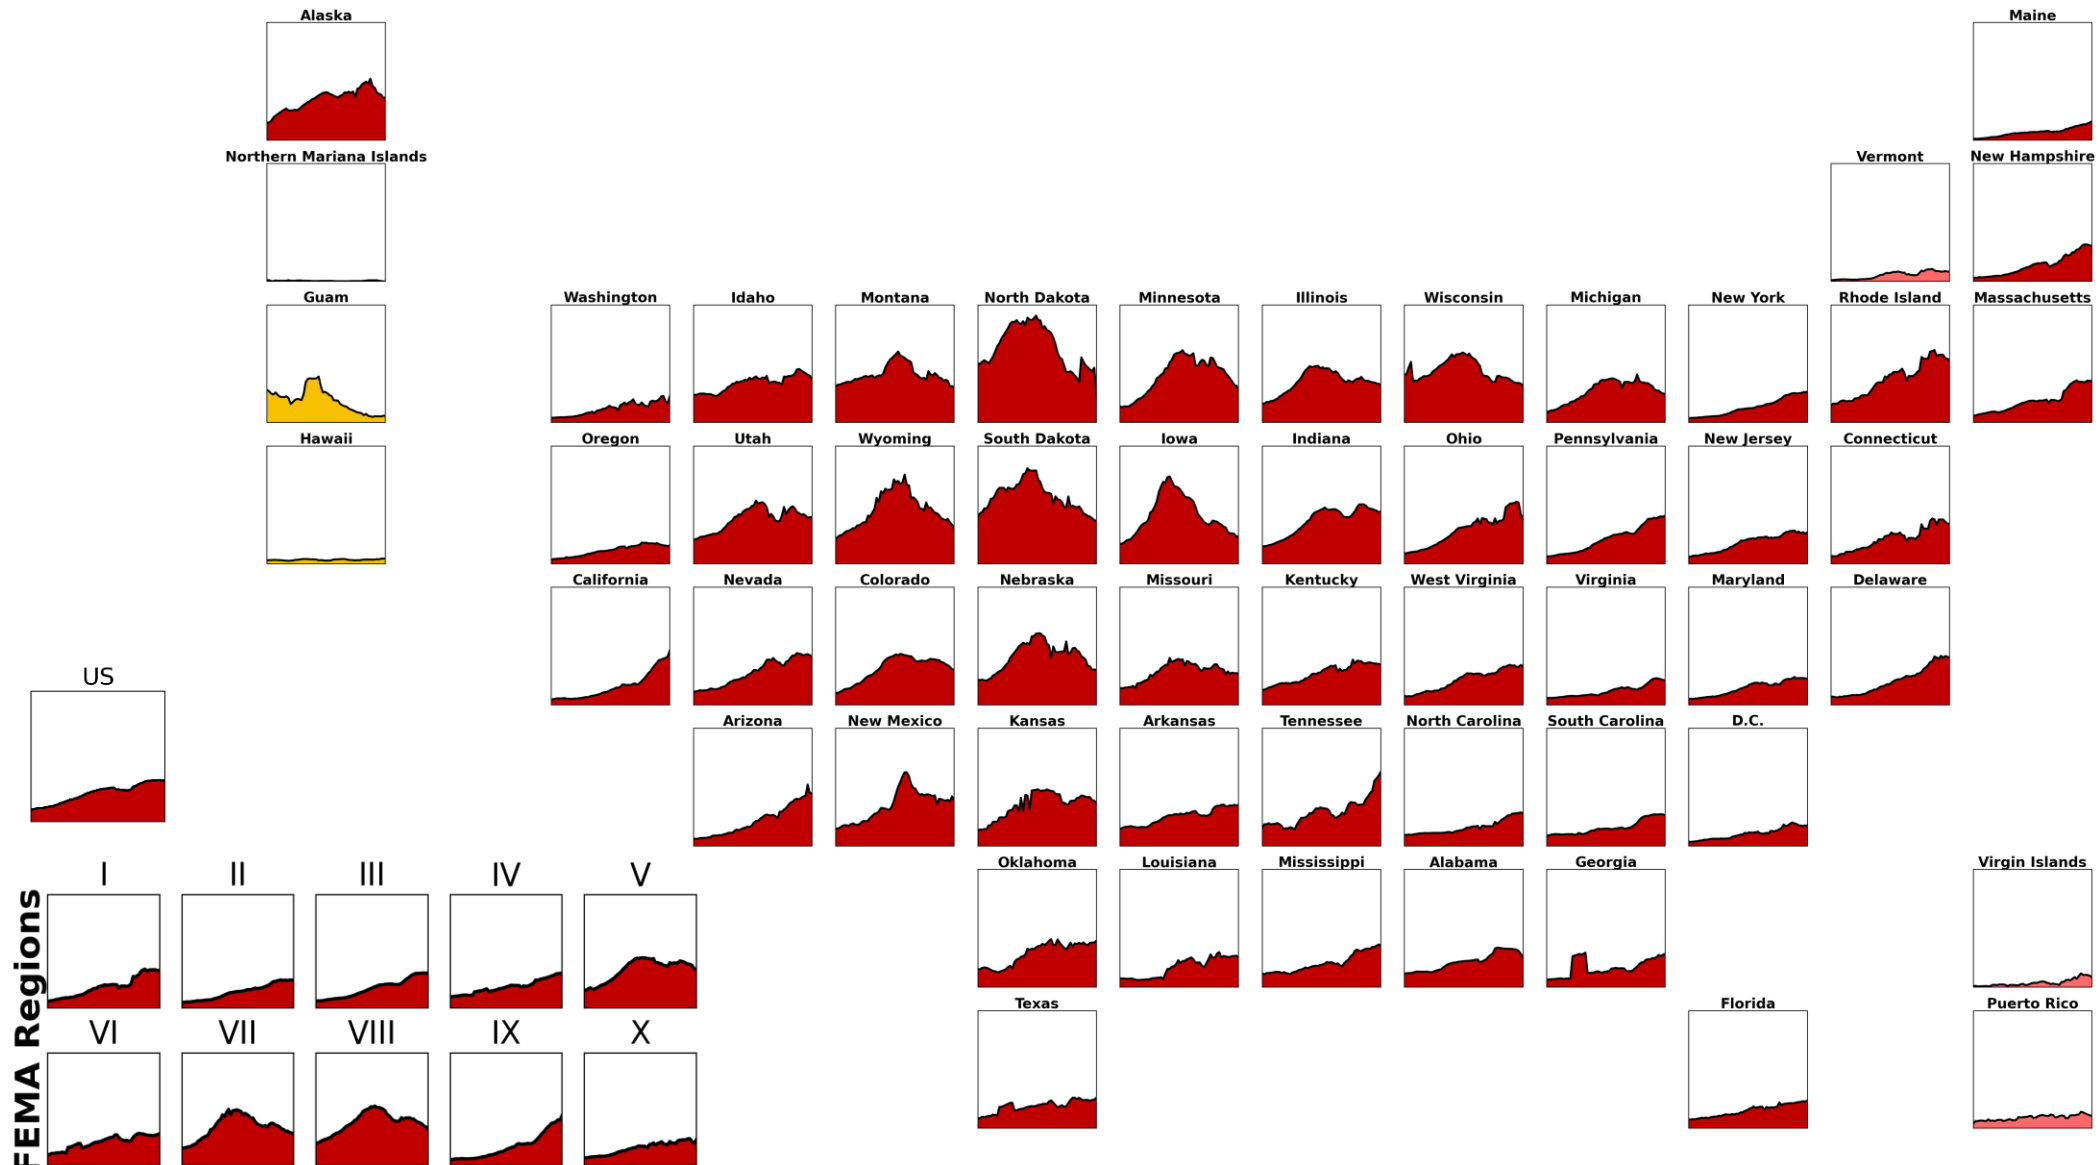 Alaska
Maine
Northern Mariana Islands
Vermont
New Hampshire
Guam
Washington
Idaho
Montana
North Dakota
Minnesota
Illinois
Wisconsin
Michigan
New York
Rhode Island
Massachusetts
Hawaii
Oregon
Utah
Wyoming
South Dakota
Iowa
Indiana
Ohio
Pennsylvania
New Jersey
Connecticut
California
Nevada
Colorado
Nebraska
Missouri
Kentucky
West Virginia
Virginia
Maryland
Delaware
US
Arizona
New Mexico
Kansas
Arkansas
Tennessee
North Carolina
South Carolina
D.C.
Oklahoma
Louisiana
Mississippi
Alabama
Georgia
Virgin Islands
FEMA Regions
I
II
III
IV
V
Texas
Florida
Puerto Rico
VI
VII
VIII
IX
X